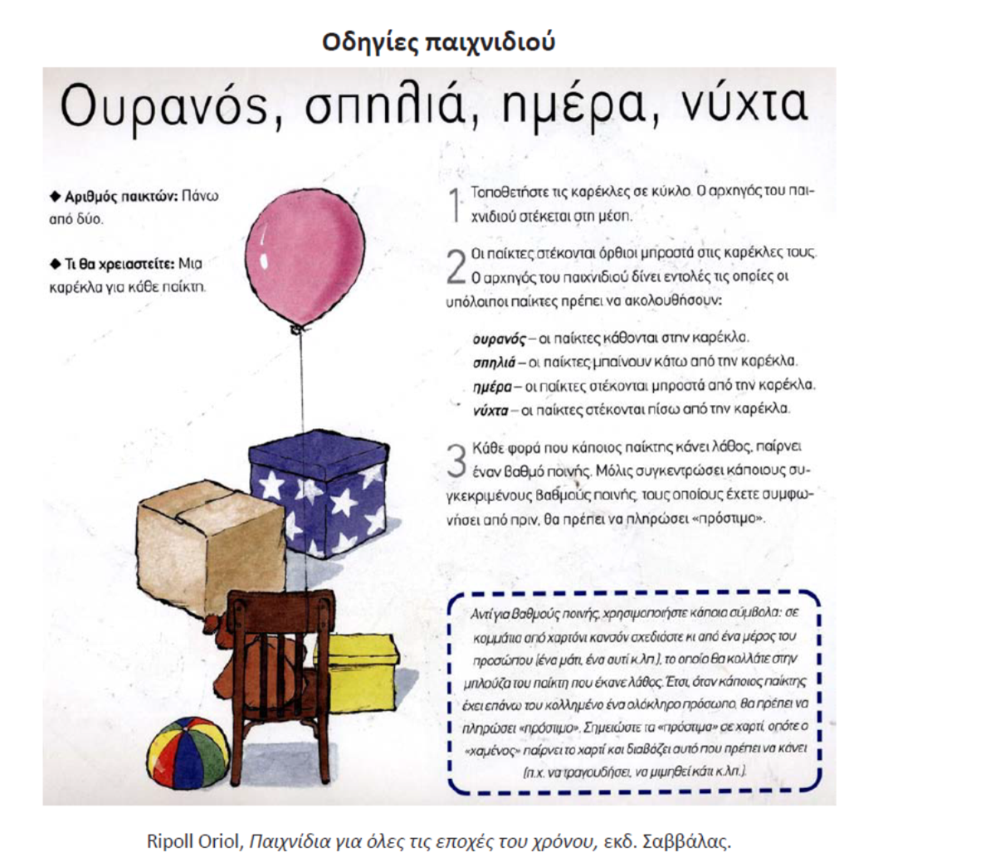 Οδηγίες παιχνιδιού
Ουρανός, σπηλιά, ημέρα, νύχτα
◆ Αριθμός παικτών: Πάνω
από δύο.
◆ Τι θα χρειαστείτε: Μια
καρέκλα για κάθε παίκτη.
1 Τοποθετήστε τις καρέκλες σε κύκλο. Ο αρχηγός του παι-
χνιδιού στέκεται στη μέση.
2 Οι παίκτες στέκονται όρθιοι μπροστά στις καρέκλες τους.
Ο αρχηγός του παιχνιδιού δίνει εντολές τις οποίες οι
υπόλοιποι παίκτες πρέπει να ακολουθήσουν:
ουρανός – οι παίκτες κάθονται στην καρέκλα.
σπηλιά – οι παίκτες μπαίνουν κάτω από την καρέκλα.
ημέρα – οι παίκτες στέκονται μπροστά από την καρέκλα.
νύχτα – οι παίκτες στέκονται πίσω από την καρέκλα.
3 Κάθε φορά που κάποιος παίκτης κάνει λάθος, παίρνει
έναν βαθμό ποινής. Μόλις συγκεντρώσει κάποιους συ-
γκεκριμένους βαθμούς ποινής, τους οποίους έχετε συμφω-
νήσει από πριν, θα πρέπει να πληρώσει «πρόστιμο».
Αντί για βαθμούς ποινής, χρησιμοποιήστε κάποια σύμβολα: σε
κομμάτια από χαρτόνι κανσόν σχεδιάστε κι από ένα μέρος του
προσώπου (ένα μάτι, ένα αυτί κ.λπ.), το οποίο θα κολλάτε στην
μπλούζα του παίκτη που έκανε λάθος. Έτσι, όταν κάποιος παίκτης
έχει επάνω του κολλημένο ένα ολόκληρο πρόσωπο, θα πρέπει να
πληρώσει «πρόστιμο». Σημειώστε τα «πρόστιμα» σε χαρτί, οπότε ο
«χαμένος» παίρνει το χαρτί και διαβάζει αυτό που πρέπει να κάνει
(π.χ. να τραγουδήσει, να μιμηθεί κάτι κ.λπ.).
Ripoll Oriol, Παιχνίδια για όλες τις εποχές του χρόνου, εκδ. Σαββάλας.